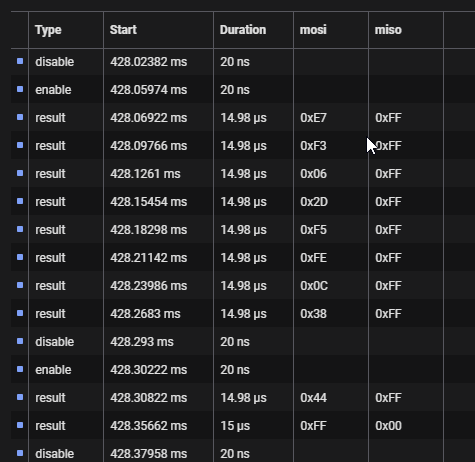 Type Start Duration mosi miso
disable 428.02382 ms 20 ns
enable 428.05974 ms 20 ns
result 428.06922 ms 14.98 µs 0xE7 0xFF
result 428.09766 ms 14.98 µs 0xF3 0xFF
result 428.1261 ms 14.98 µs 0x06 0xFF
result 428.15454 ms 14.98 µs 0x2D 0xFF
result 428.18298 ms 14.98 µs 0xF5 0xFF
result 428.21142 ms 14.98 µs 0xFE 0xFF
result 428.23986 ms 14.98 µs 0x0C 0xFF
result 428.2683 ms 14.98 µs 0x38 0xFF
disable 428.293 ms 20 ns
enable 428.30222 ms 20 ns
result 428.30822 ms 14.98 µs 0x44 0xFF
result 428.35662 ms 15 µs 0xFF 0x00
disable 428.37958 ms 20 ns